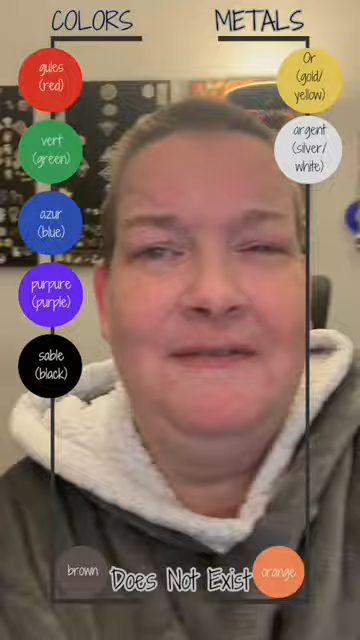 COLORS
METALS
gules
(red)
Or
(gold/
yellow)
vert
(green)
argent
(silver/
white)
azur
(blue)
purpure
(purple)
sable
(black)
brown
Does Not Exist
orange